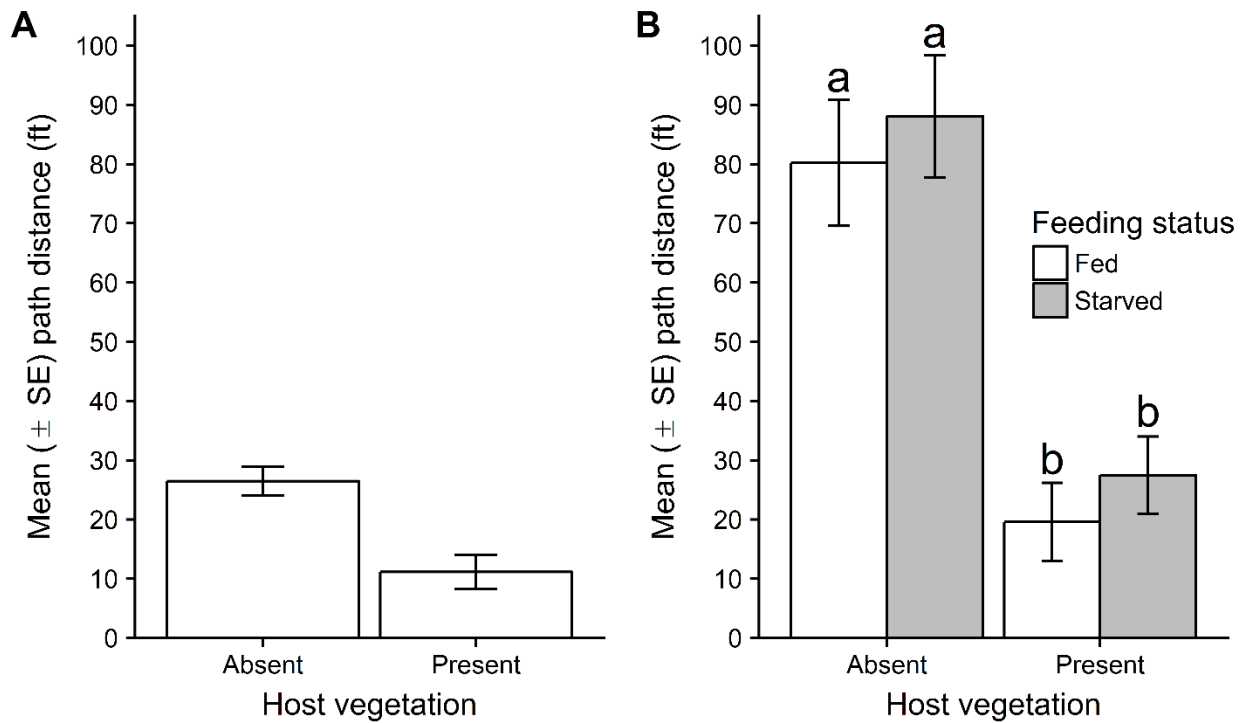 A
Mean ( ± SE) path distance (ft)
100
90
80
70
60
50
40
30
20
10
0
Absent
Present
Host vegetation
B
Mean ( ± SE) path distance (ft)
100
90
80
70
60
50
40
30
20
10
0
a
a
b
b
Feeding status
Fed
Starved
Absent
Present
Host vegetation